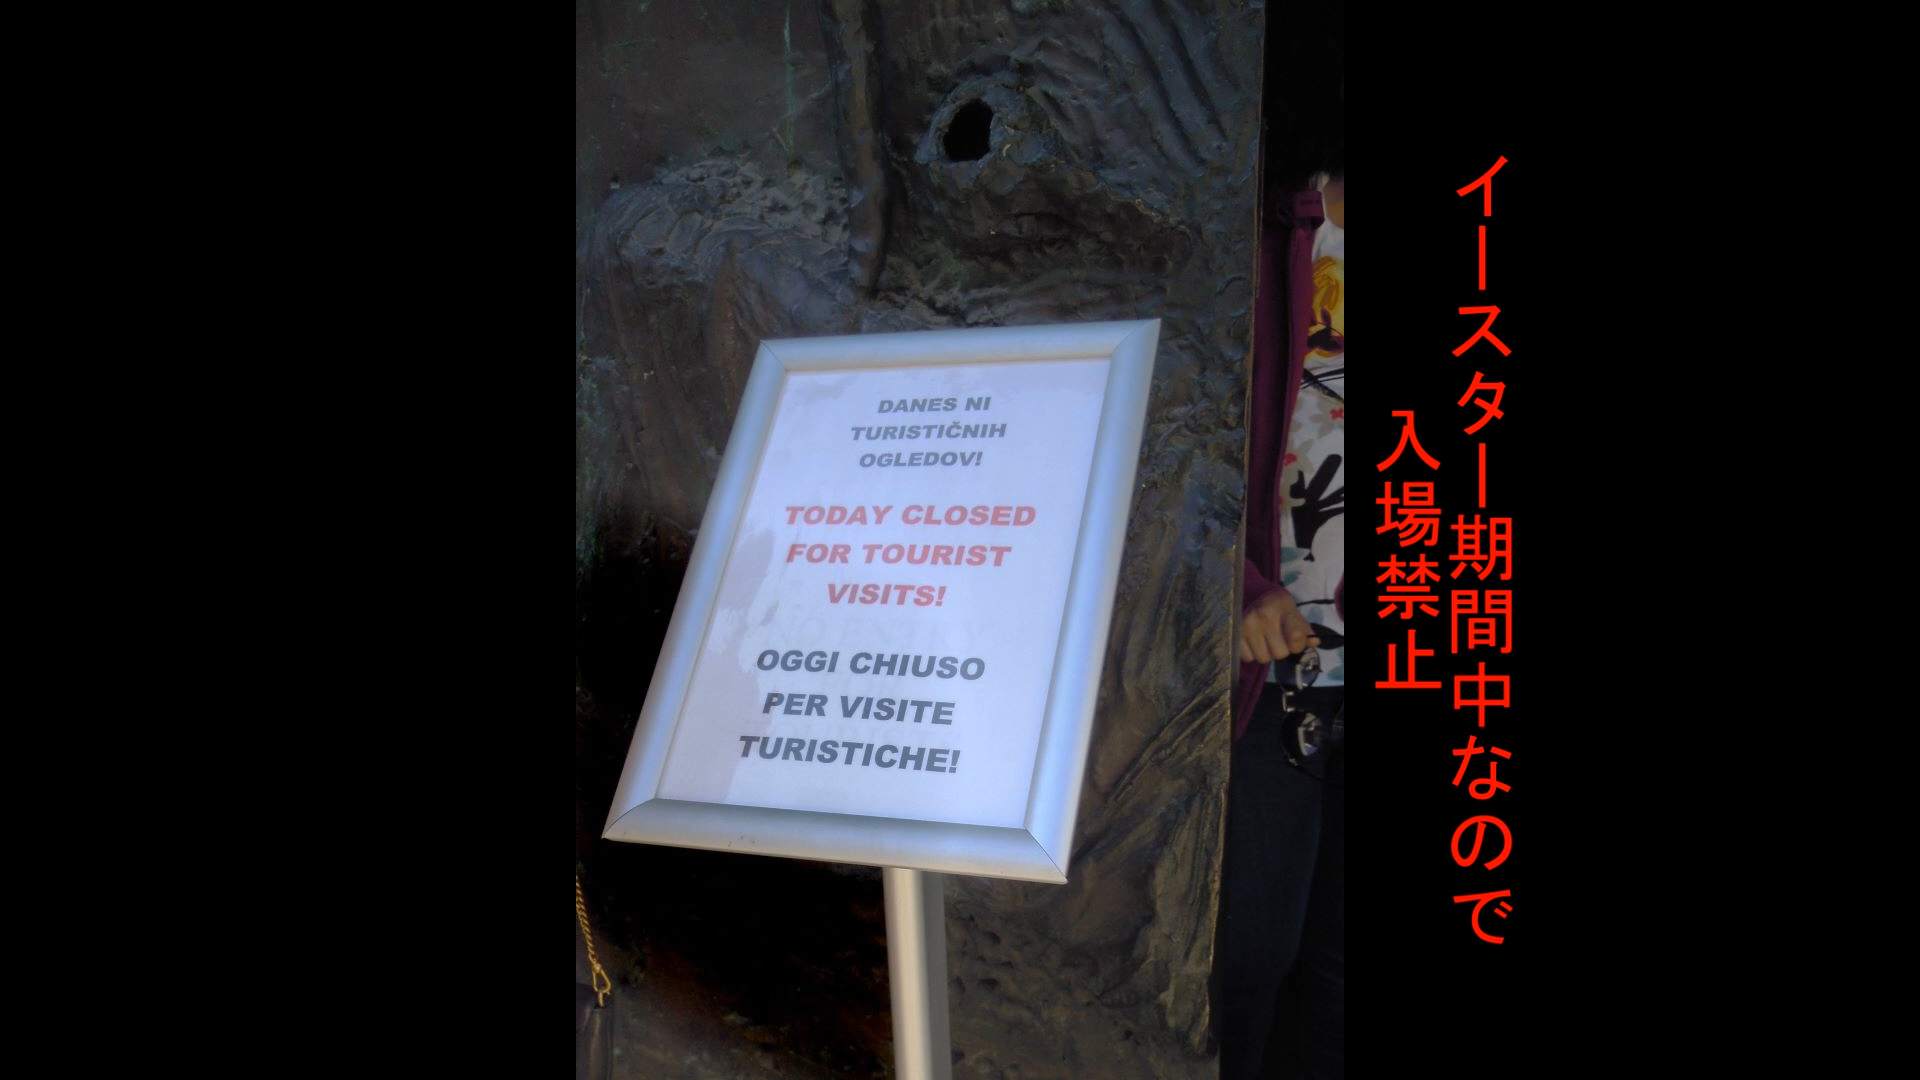 DANES NI
TURISTIČNIH
OGLEDOV!
TODAY CLOSED
FOR TOURIST
VISITS!
OGGI CHIUSO
PER VISITE
TURISTICHE!
イースター期間中なので
入場禁止